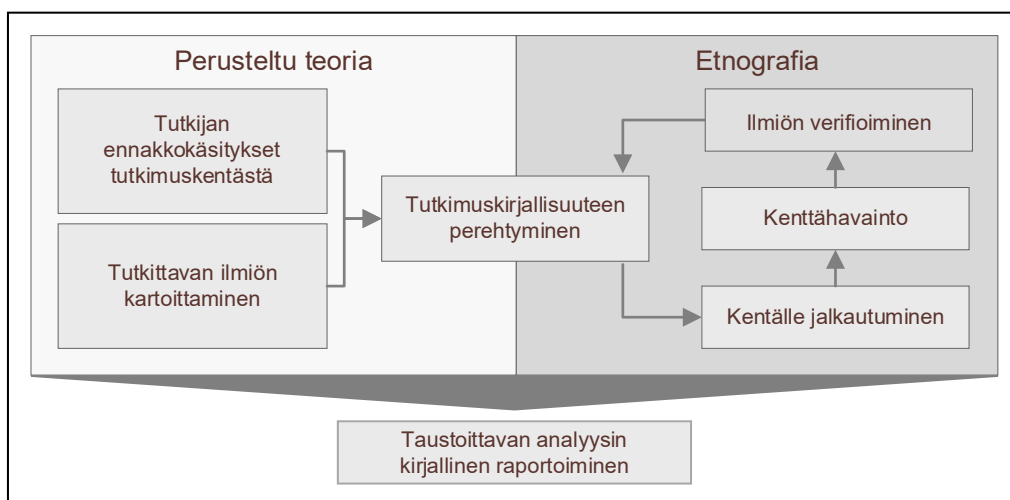 Perusteltu teoria
Etnografia
Tutkijan
ennakkokäsitykset
tutkimuskentästä
Tutkittavan ilmiön
kartoittaminen
Tutkimuskirjallisuuteen
perehtyminen
Ilmiön verifioiminen
Kenttähavainto
Kentälle jalkautuminen
Taustoittavan analyysin
kirjallinen raportoiminen